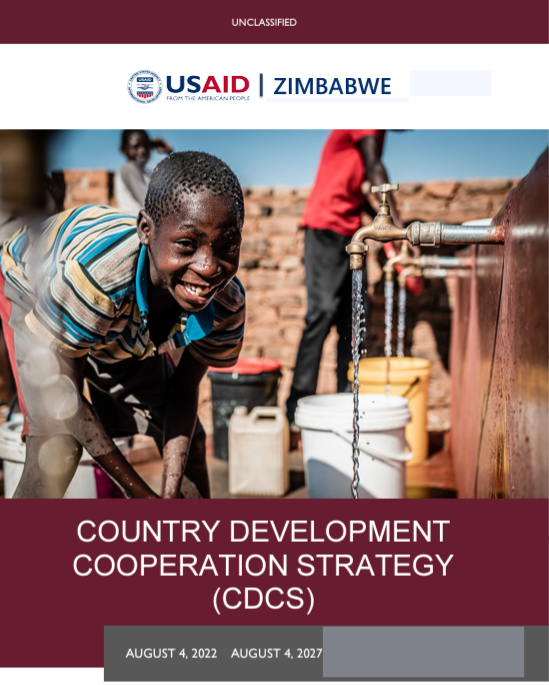 UNCLASSIFIED
USAID | ZIMBABWE
FROM THE AMERICAN PEOPLE
COUNTRY DEVELOPMENT
COOPERATION STRATEGY
(CDCS)
AUGUST 4, 2022 AUGUST 4, 2027